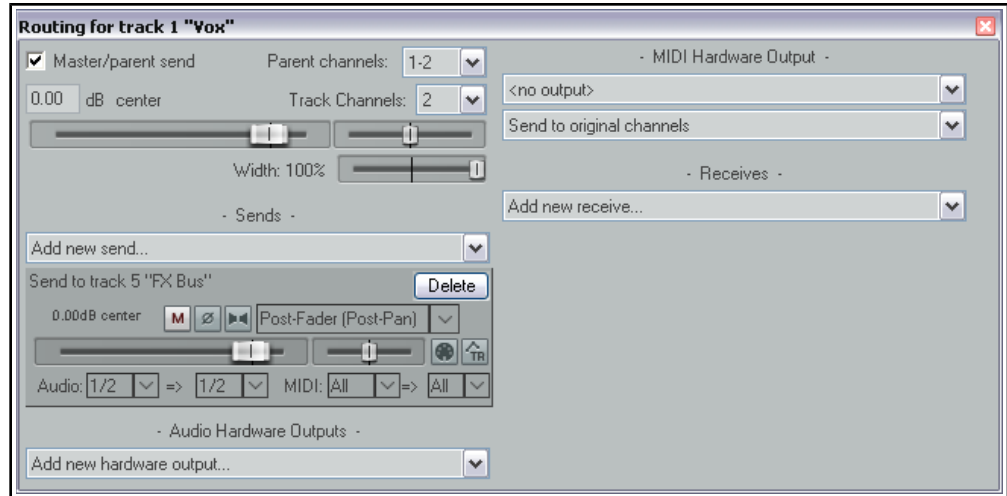 Routing for track 1 "Vox"
Master/parent send Parent channels: 1-2
0.00 dB center Track Channels: 2
Width: 100%
- Sends -
Add new send...
Send to track 5 "FX Bus" Delete
0.00dB center M Ø Post-Fader (Post-Pan)
TR
Audio: 1/2 => 1/2 MIDI: All => All
- Audio Hardware Outputs -
Add new hardware output...
- MIDI Hardware Output -
<no output>
Send to original channels
- Receives -
Add new receive...